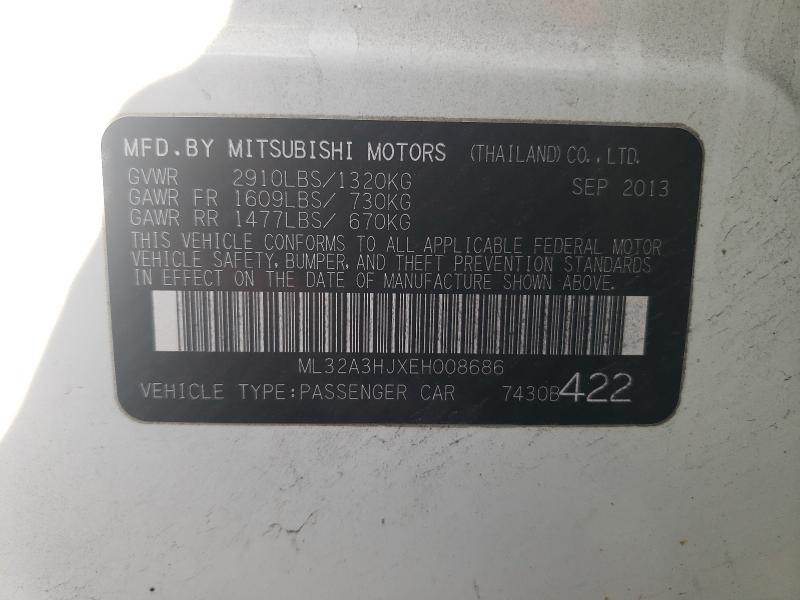 MFD.BY MITSUBISHI MOTORS (THAILAND) CO.,LTD.
GVWR 2910LBS/1320KG SEP 2013
GAWR FR 1609LBS/ 730KG
GAWR RR 1477LBS/ 670KG
THIS VEHICLE CONFORMS TO ALL APPLICABLE FEDERAL MOTOR
VEHICLE SAFETY, BUMPER, AND THEFT PREVENTION STANDARDS
IN EFFECT ON THE DATE OF MANUFACTURE SHOWN ABOVE.
ML32A3HJXEH008686
VEHICLE TYPE:PASSENGER CAR 7430B422